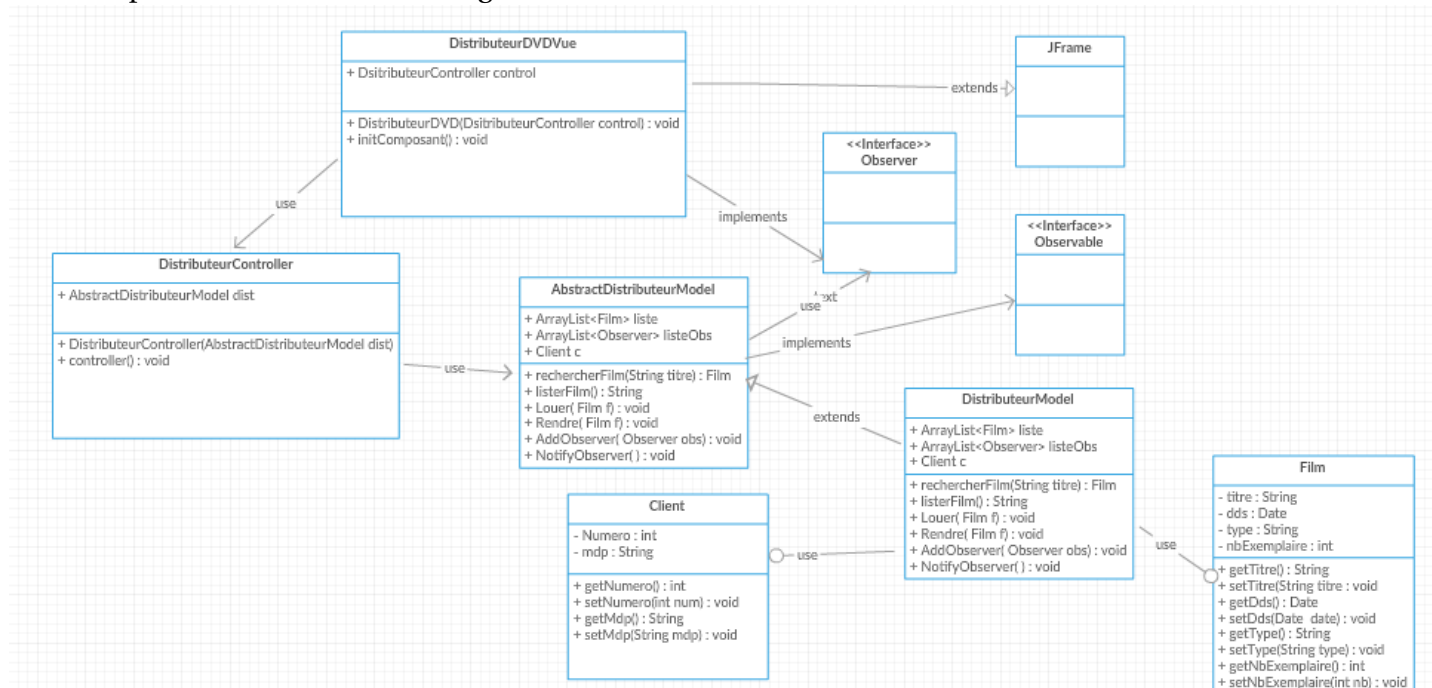 DistributeurDVDVue
+ DsitributeurController control
+ DistributeurDVD(DsitributeurController control) : void
+ initComposant() : void
JFrame
extends
<<Interface>>
Observer
use
implements
<<Interface>>
Observable
DistributeurController
+ AbstractDistributeurModel dist
+ DistributeurController(AbstractDistributeurModel dist)
+ controller() : void
use
AbstractDistributeurModel
+ ArrayList<Film> liste
+ ArrayList<Observer> listeObs
+ Client c
+ rechercherFilm(String titre) : Film
+ listerFilm() : String
+ Louer( Film f) : void
+ Rendre( Film f) : void
+ AddObserver( Observer obs) : void
+ NotifyObserver( ) : void
use
implements
extends
DistributeurModel
+ ArrayList<Film> liste
+ ArrayList<Observer> listeObs
+ Client c
+ rechercherFilm(String titre) : Film
+ listerFilm() : String
+ Louer( Film f) : void
+ Rendre( Film f) : void
+ AddObserver( Observer obs) : void
+ NotifyObserver( ) : void
Client
- Numero : int
- mdp : String
+ getNumero() : int
+ setNumero(int num) : void
+ getMdp() : String
+ setMdp(String mdp) : void
use
use
Film
- titre : String
- dds : Date
- type : String
- nbExemplaire : int
+ getTitre() : String
+ setTitre(String titre : void
+ getDds() : Date
+ setDds(Date date) : void
+ getType() : String
+ setType(String type) : void
+ getNbExemplaire() : int
+ setNbExemplaire(int nb) : void